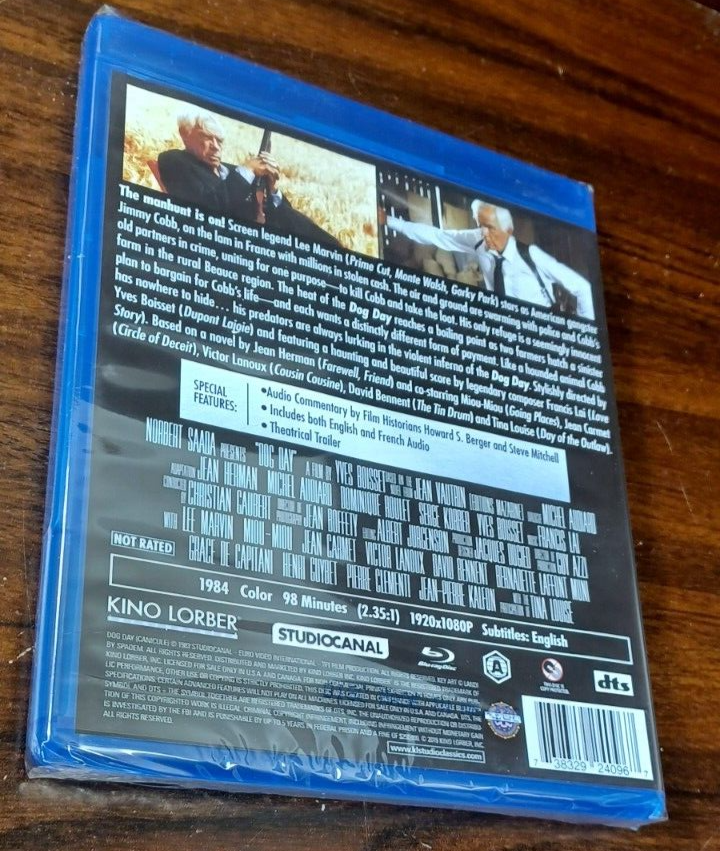 The manhunt is on! Screen legend Lee Marvin (Prime Cut, Monte Walsh, Gorky Park) stars as American gangster
Jimmy Cobb, on the lam in France with millions in stolen cash. The air and ground are swarming with police and Cobb's
old partners in crime, uniting for one purpose—to kill Cobb and take the loot. His only refuge is a seemingly innocent
farm in the rural Beauce region. The heat of the Dog Day reaches a boiling point as two farmers hatch a sinister
plan to bargain for Cobb's life—and each wants a distinctly different form of payment. Like a hounded animal Cobb
has nowhere to hide... his predators are always lurking in the violent inferno of the Dog Day. Stylishly directed by
Yves Boisset (Dupont Lajoie) and featuring a haunting and beautiful score by legendary composer Francis Lai (Love
Story). Based on a novel by Jean Herman (Farewell, Friend) and co-starring Miou-Miou (Going Places), Jean Carmet
(Circle of Deceit), Victor Lanoux (Cousin Cousine), David Bennent (The Tin Drum) and Tina Louise (Day of the Outlaw).
SPECIAL
FEATURES:
•Audio Commentary by Film Historians Howard S. Berger and Steve Mitchell
• Includes both English and French Audio
• Theatrical Trailer
NORBERT SAADA PRESENTS "DOG DAY" A FILM BY YVES BOISSET JEAN VAUTRIN
ADAPTATION JEAN HERMAN MICHEL AUDIARD DOMINIQUE ROULET SERGE KORBER YVES BOISSET MICHEL AUDIARD
CHRISTIAN GAUBERT JEAN BOFFETY ALBERT JURGENSON JACQUES FRANCIS LAI
WITH LEE MARVIN MIOU-MIOU JEAN CARMET VICTOR LANOUX DAVID BENNENT BERNADETTE LAFONT
GRACE DE CAPITANI HENRI GUYBET PIERRE CLEMENTI JEAN-PIERRE KALFON TINA LOUISE
NOT RATED
1984 Color 98 Minutes (2.35:1) 1920x1080P Subtitles: English
KINO LORBER
STUDIOCANAL
Blu-ray Disc
A
dts
www.klstudioclassics.com
7 38329 24096 7